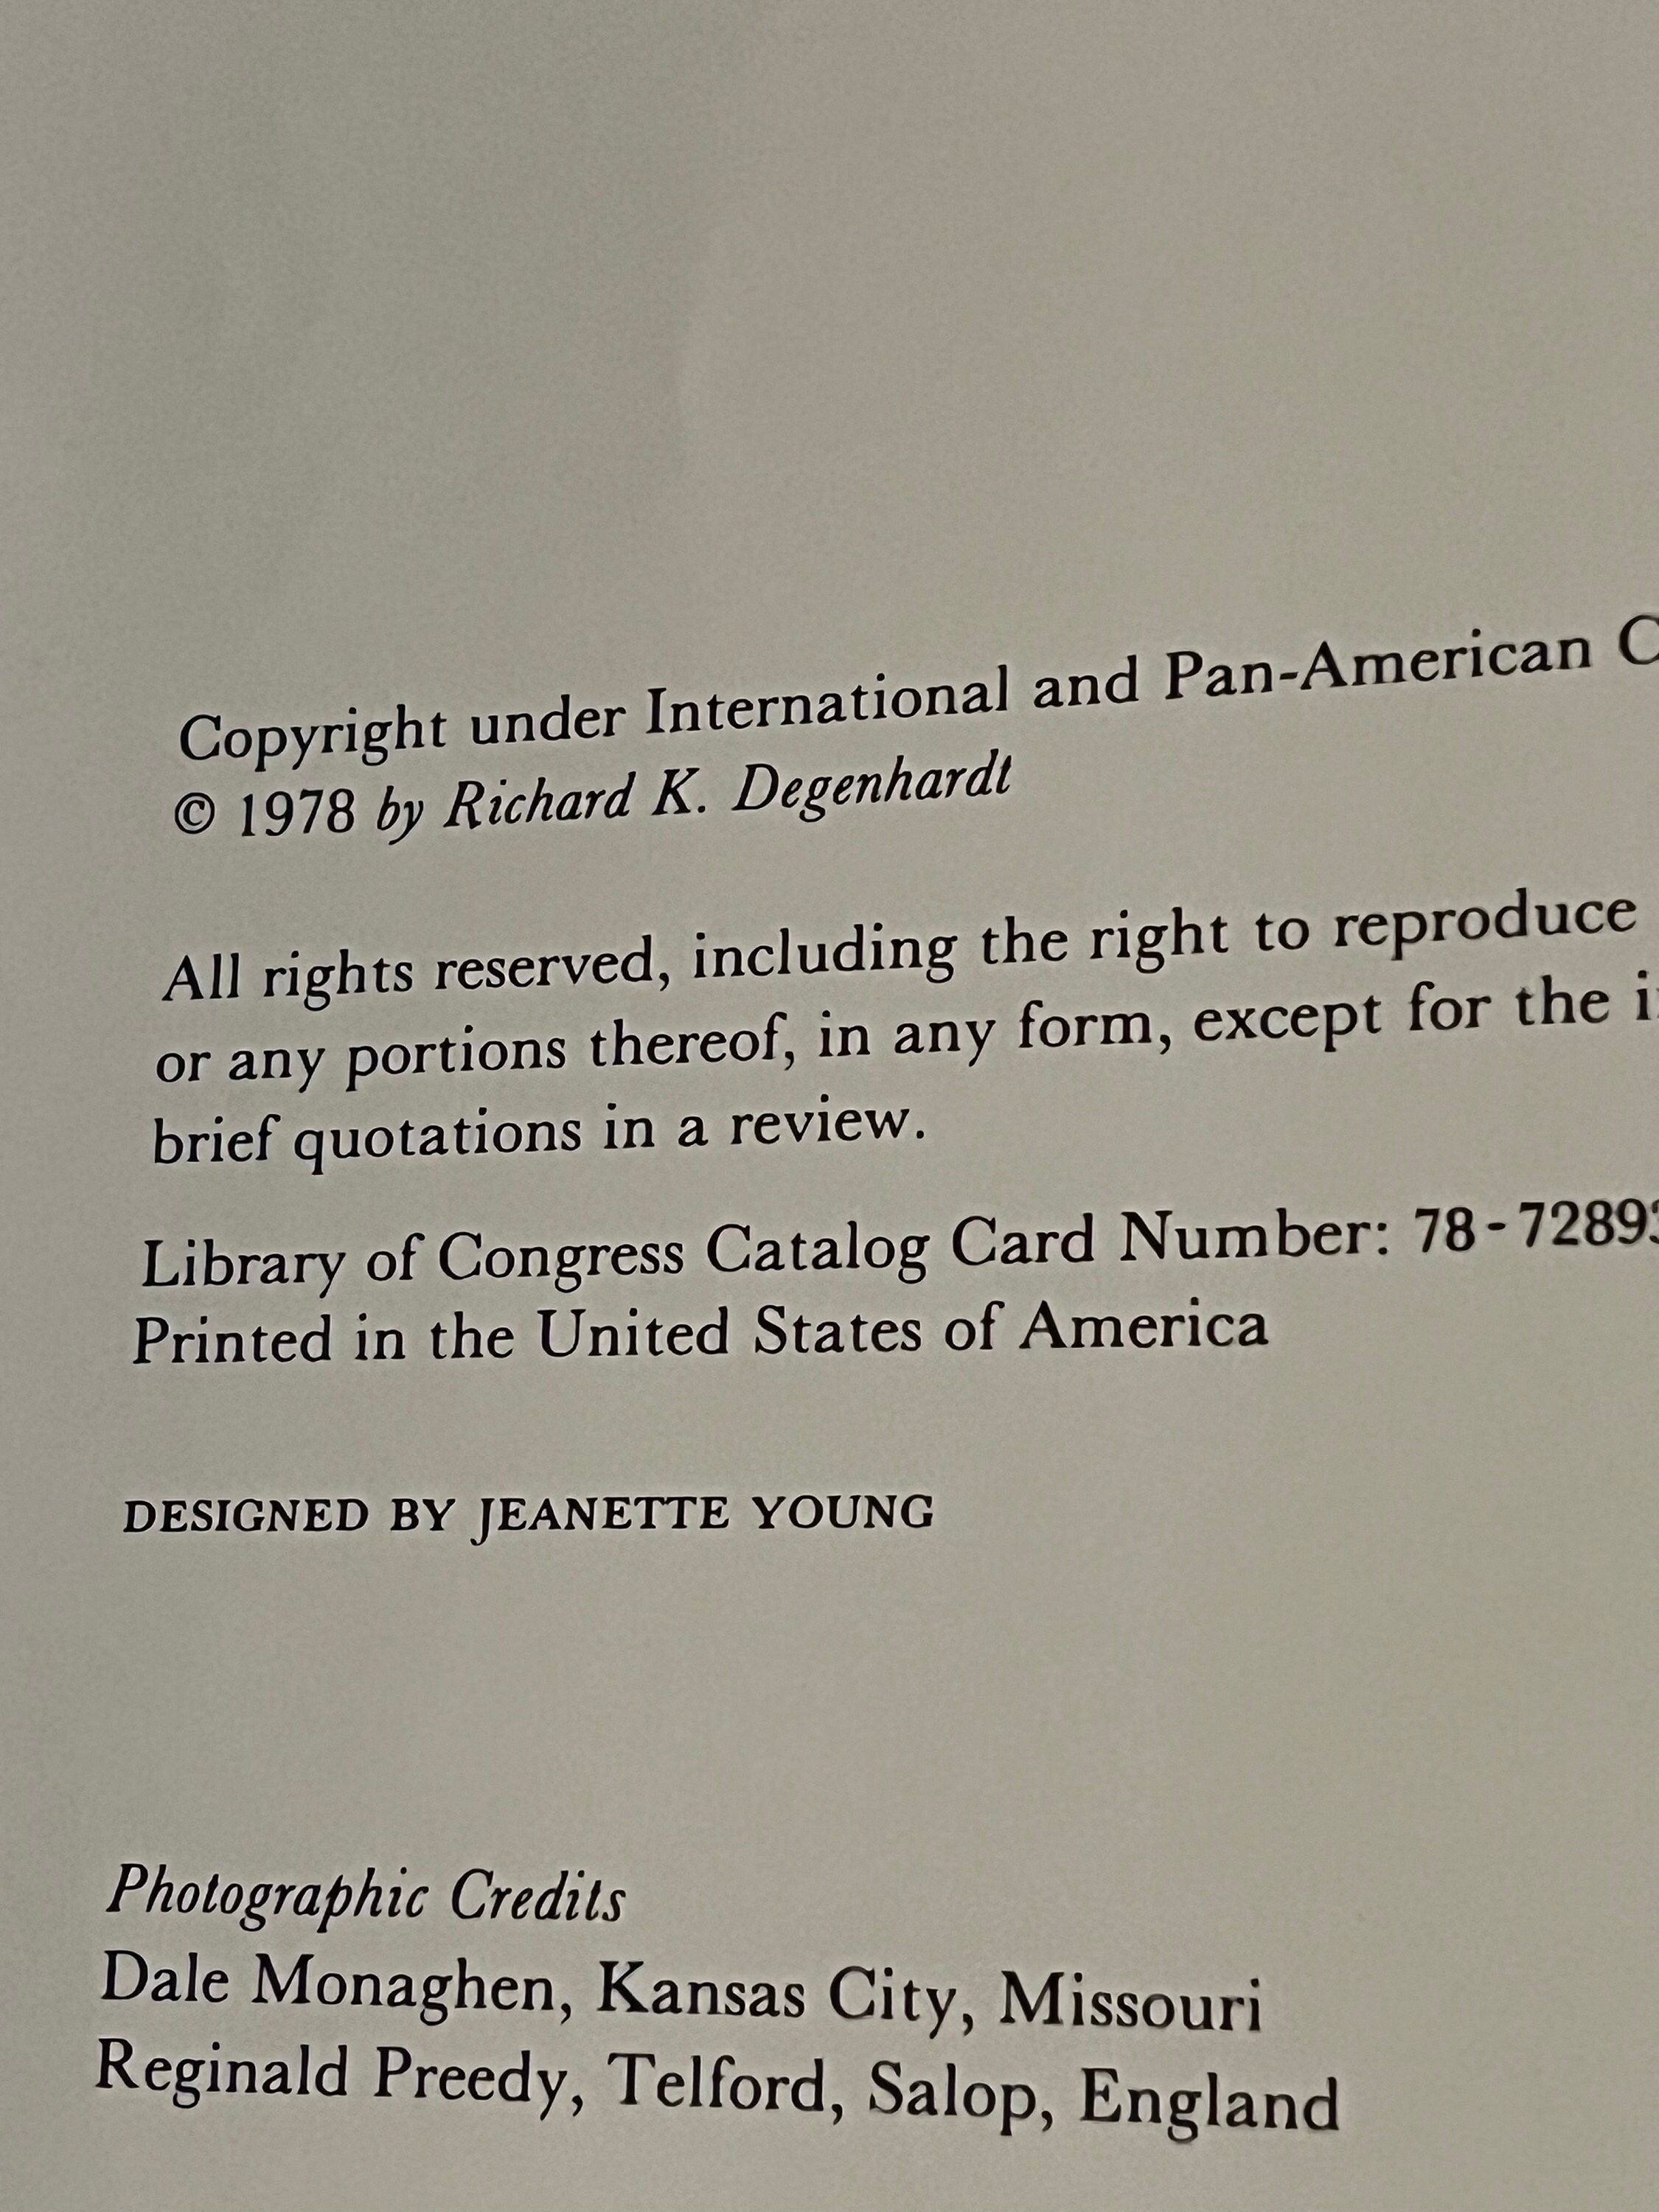 Copyright under International and Pan-American C
© 1978 by Richard K. Degenhardt
All rights reserved, including the right to reproduce
or any portions thereof, in any form, except for the
brief quotations in a review.
Library of Congress Catalog Card Number: 78-7289
Printed in the United States of America
DESIGNED BY JEANETTE YOUNG
Photographic Credits
Dale Monaghen, Kansas City, Missouri
Reginald Preedy, Telford, Salop, England